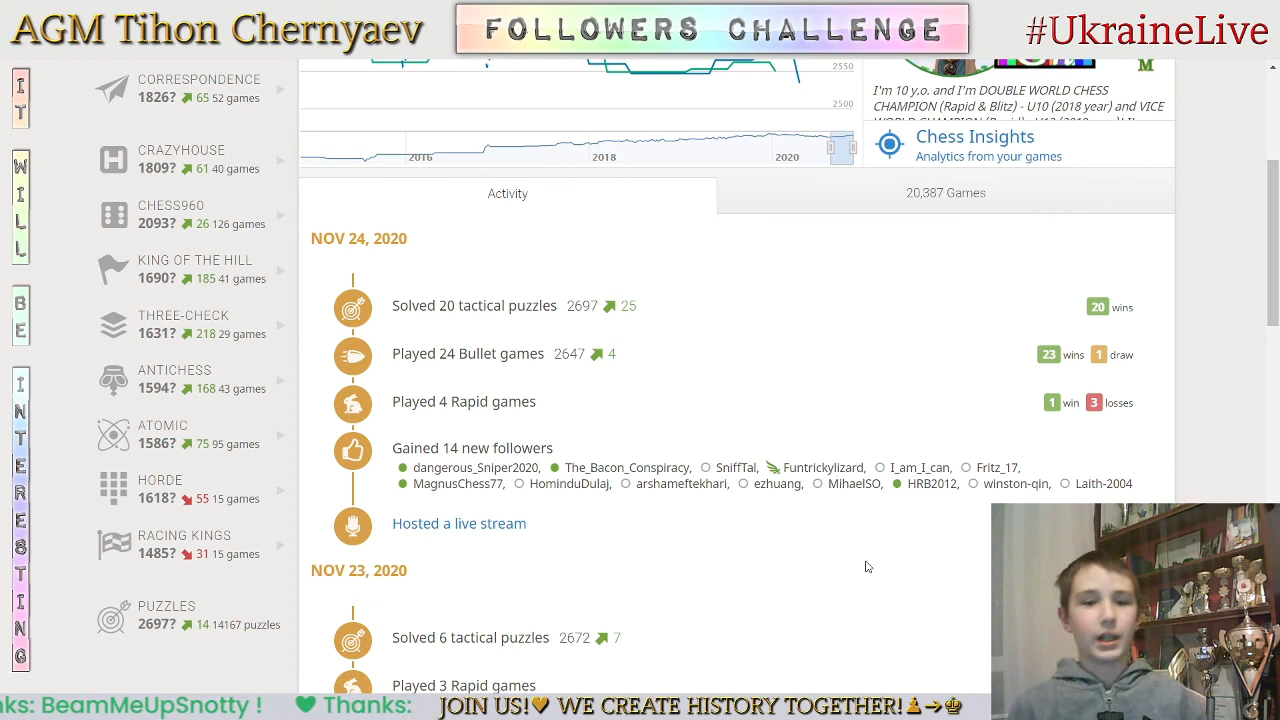 AGM Tihon Chernyaev
FOLLOWERS CHALLENGE
#UkraineLive
IT
WILL
BE
INTERESTING
CORRESPONDENCE
1826? 65 52 games
CRAZYHOUSE
1809? 61 40 games
CHESS960
2093? 26 126 games
KING OF THE HILL
1690? 185 41 games
THREE-CHECK
1631? 218 29 games
ANTICHESS
1594? 168 43 games
ATOMIC
1586? 75 95 games
HORDE
1618? 55 15 games
RACING KINGS
1485? 31 15 games
PUZZLES
2697? 14 14167 puzzles
2550
2500
2016
2018
2020
M
I'm 10 y.o. and I'm DOUBLE WORLD CHESS
CHAMPION (Rapid & Blitz) - U10 (2018 year) and VICE
Chess Insights
Analytics from your games
Activity
20,387 Games
NOV 24, 2020
Solved 20 tactical puzzles 2697 25
20 wins
Played 24 Bullet games 2647 4
23 wins 1 draw
Played 4 Rapid games
1 win 3 losses
Gained 14 new followers
dangerous_Sniper2020, The_Bacon_Conspiracy, SniffTal, Funtrickylizard, I_am_I_can, Fritz_17,
MagnusChess77, HominduDulaj, arshameftekhari, ezhuang, MihaelSO, HRB2012, winston-qin, Laith-2004
Hosted a live stream
NOV 23, 2020
Solved 6 tactical puzzles 2672 7
Played 3 Rapid games
nks: BeamMeUpSnotty ! Thanks:
JOIN US! WE CREATE HISTORY TOGETHER!